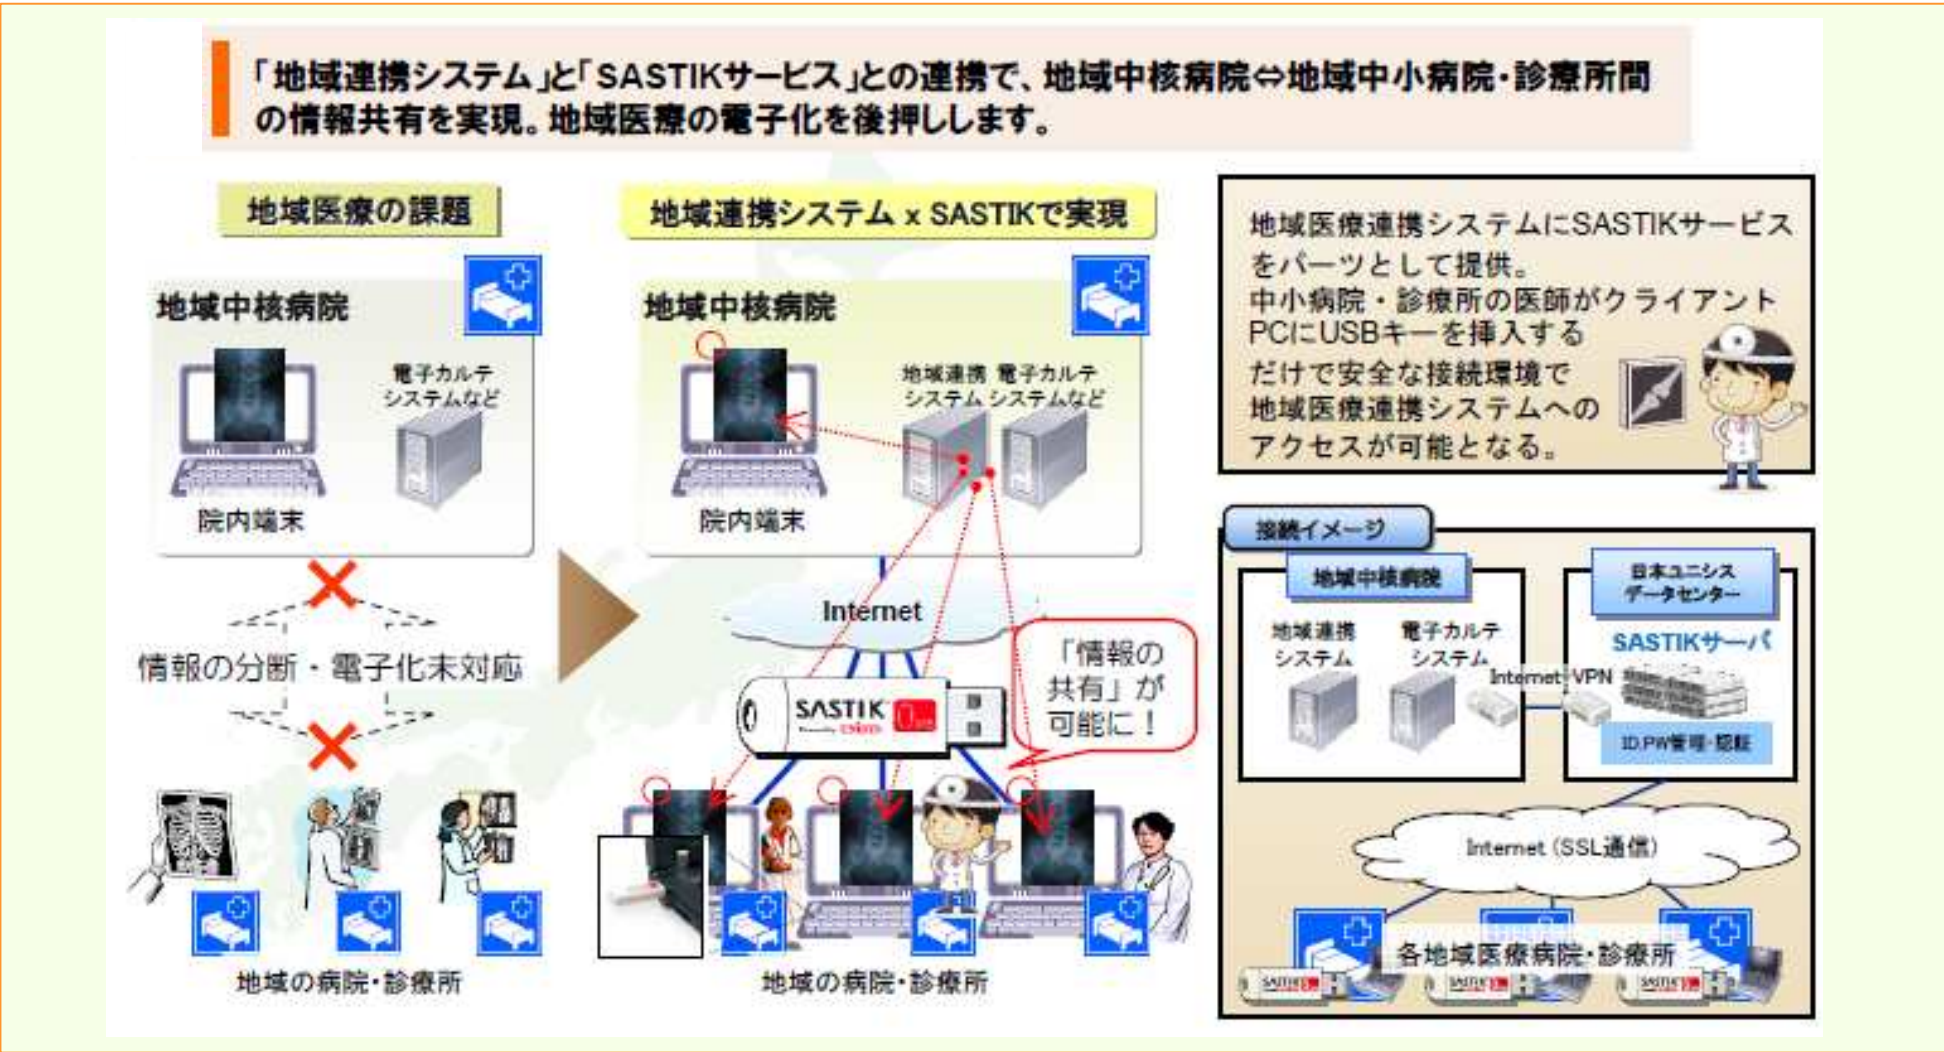 「地域連携システム」と「SASTIKサービス」との連携で、地域中核病院⇔地域中小病院・診療所間
の情報共有を実現。地域医療の電子化を後押しします。
地域医療の課題
地域中核病院
電子カルテ
システムなど
院内端末
情報の分断・電子化未対応
地域の病院・診療所
地域連携システム x SASTIKで実現
地域中核病院
地域連携
システム
電子カルテ
システムなど
院内端末
Internet
「情報の
共有」が
可能に!
SASTIK
地域の病院・診療所
地域医療連携システムにSASTIKサービス
をパーツとして提供。
中小病院・診療所の医師がクライアント
PCにUSBキーを挿入する
だけで安全な接続環境で
地域医療連携システムへの
アクセスが可能となる。
接続イメージ
地域中核病院
地域連携
システム
電子カルテ
システム
Internet-VPN
日本ユニシス
データセンター
SASTIKサーバ
ID,PW管理・認証
Internet (SSL通信)
各地域医療病院・診療所
SASTIK
SASTIK
SASTIK